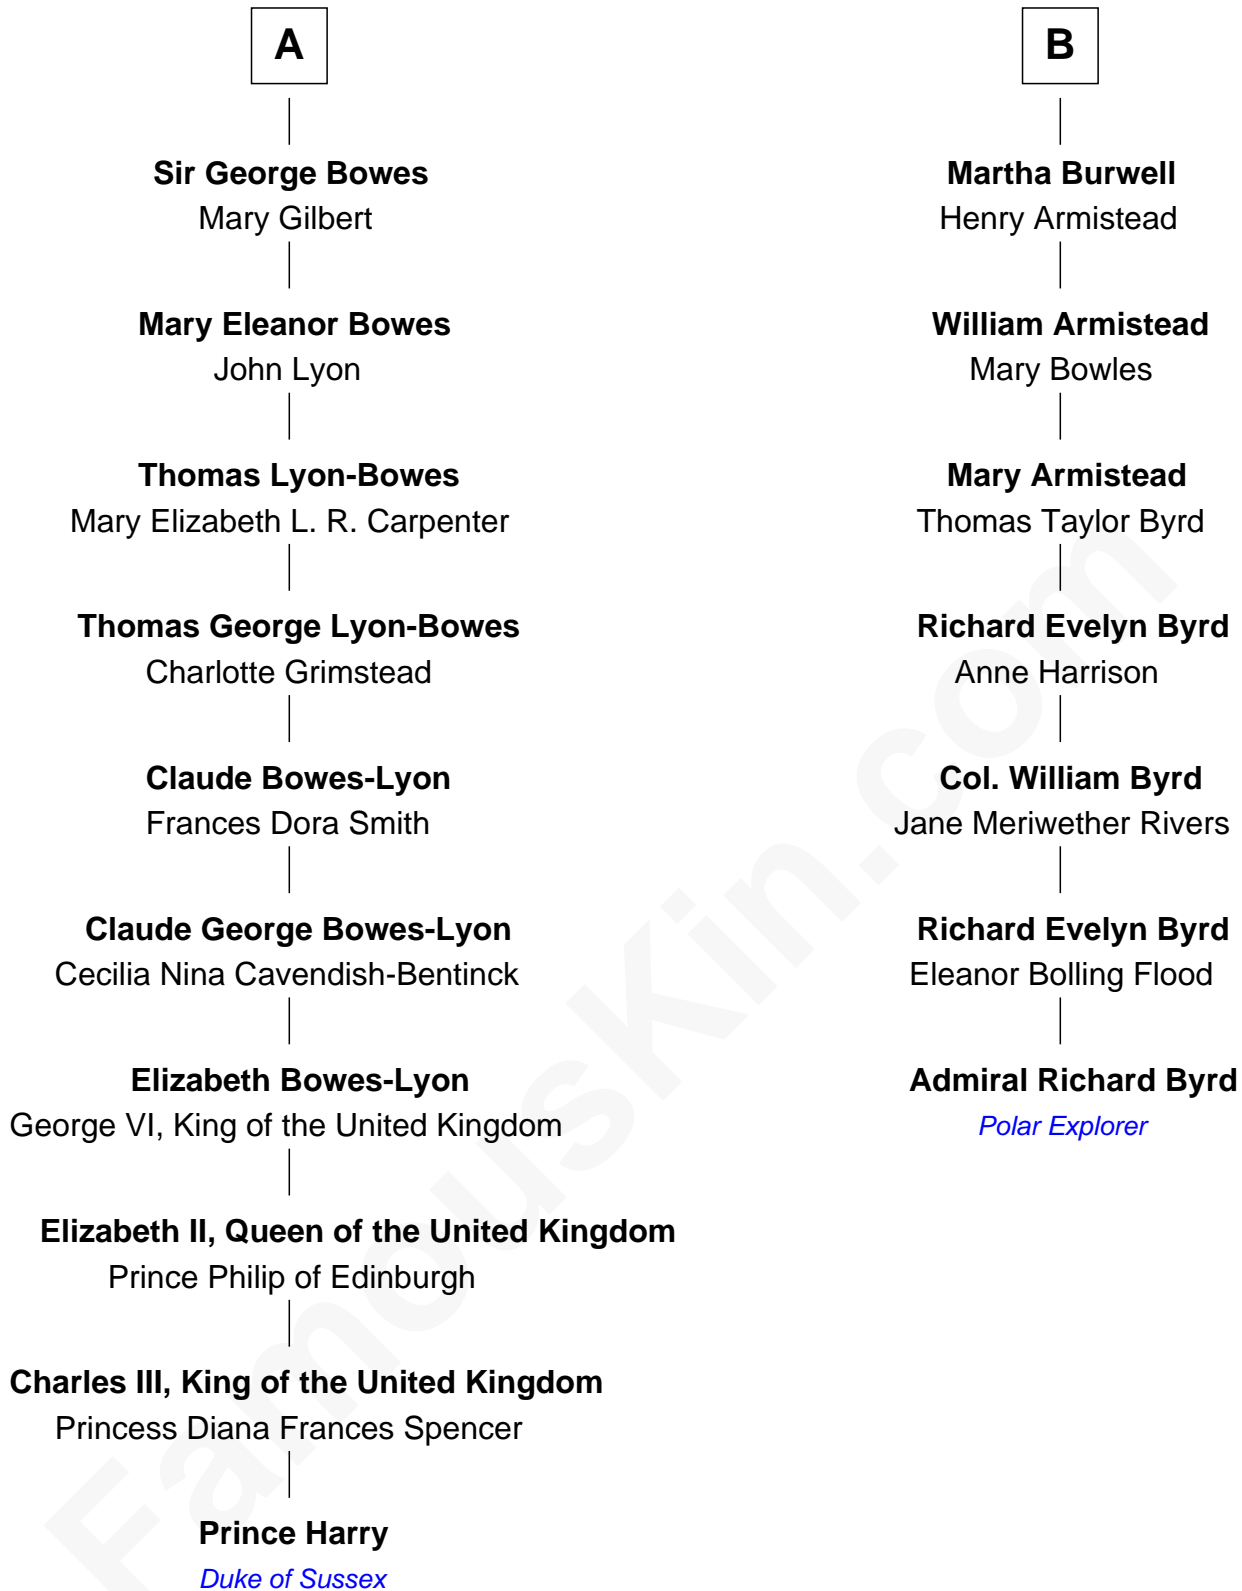 A
Sir George Bowes
Mary Gilbert
Mary Eleanor Bowes
John Lyon
Thomas Lyon-Bowes
Mary Elizabeth L. R. Carpenter
Thomas George Lyon-Bowes
Charlotte Grimstead
Claude Bowes-Lyon
Frances Dora Smith
Claude George Bowes-Lyon
Cecilia Nina Cavendish-Bentinck
Elizabeth Bowes-Lyon
George VI, King of the United Kingdom
Elizabeth II, Queen of the United Kingdom
Prince Philip of Edinburgh
Charles III, King of the United Kingdom
Princess Diana Frances Spencer
Prince Harry
Duke of Sussex
B
Martha Burwell
Henry Armistead
William Armistead
Mary Bowles
Mary Armistead
Thomas Taylor Byrd
Richard Evelyn Byrd
Anne Harrison
Col. William Byrd
Jane Meriwether Rivers
Richard Evelyn Byrd
Eleanor Bolling Flood
Admiral Richard Byrd
Polar Explorer
FamousKin.com